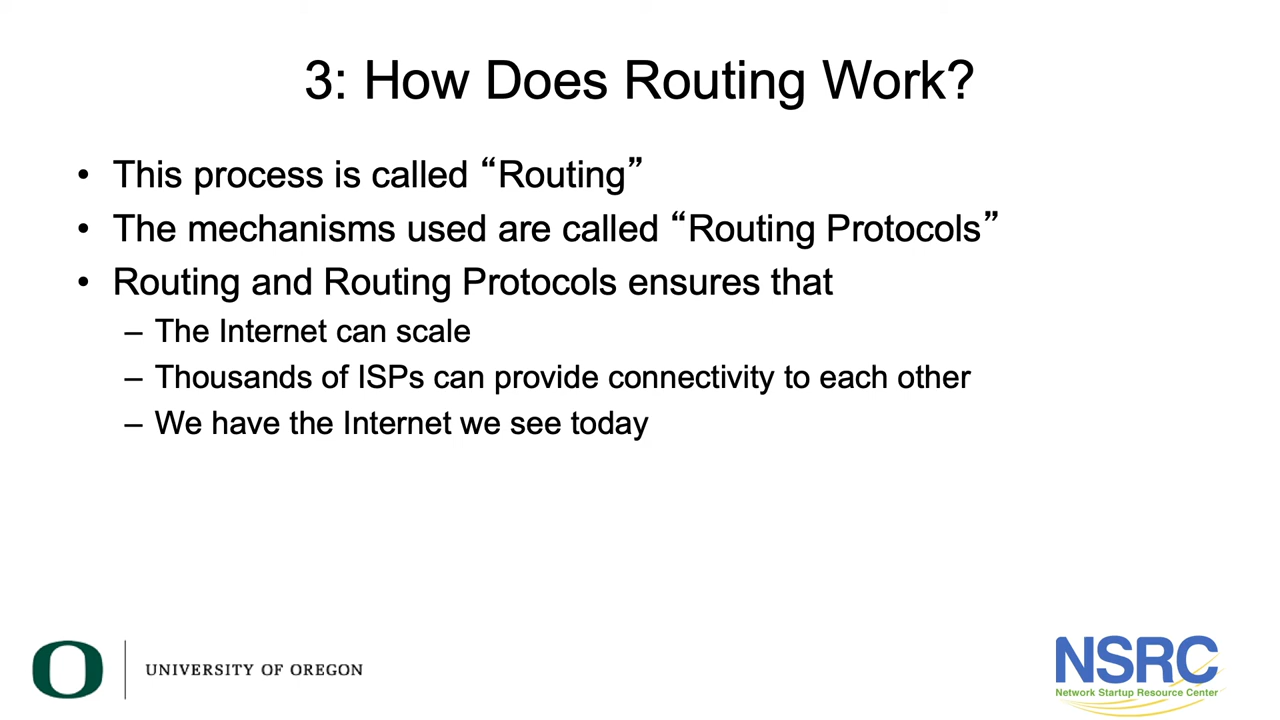 3: How Does Routing Work?
• This process is called “Routing”
• The mechanisms used are called “Routing Protocols”
• Routing and Routing Protocols ensures that
– The Internet can scale
– Thousands of ISPs can provide connectivity to each other
– We have the Internet we see today
O
UNIVERSITY OF OREGON
NSRC
Network Startup Resource Center